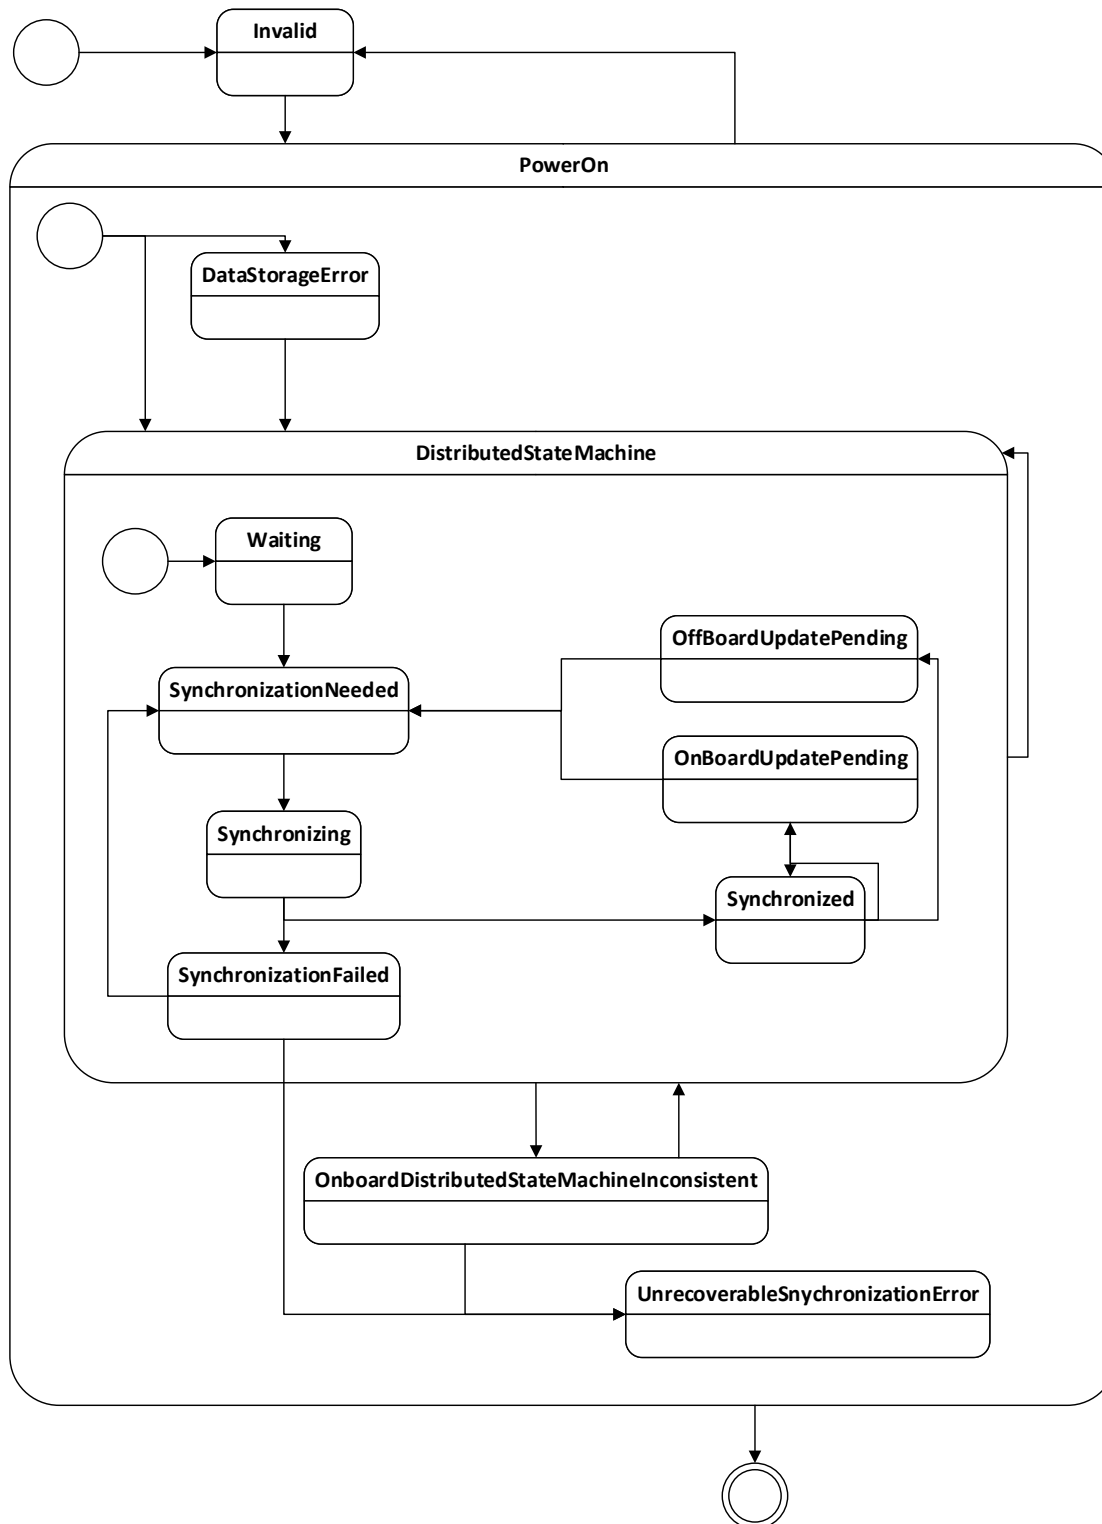 Invalid
PowerOn
DataStorageError
DistributedStateMachine
Waiting
OffBoardUpdatePending
SynchronizationNeeded
OnBoardUpdatePending
Synchronizing
Synchronized
SynchronizationFailed
OnboardDistributedStateMachineInconsistent
UnrecoverableSnychronizationError